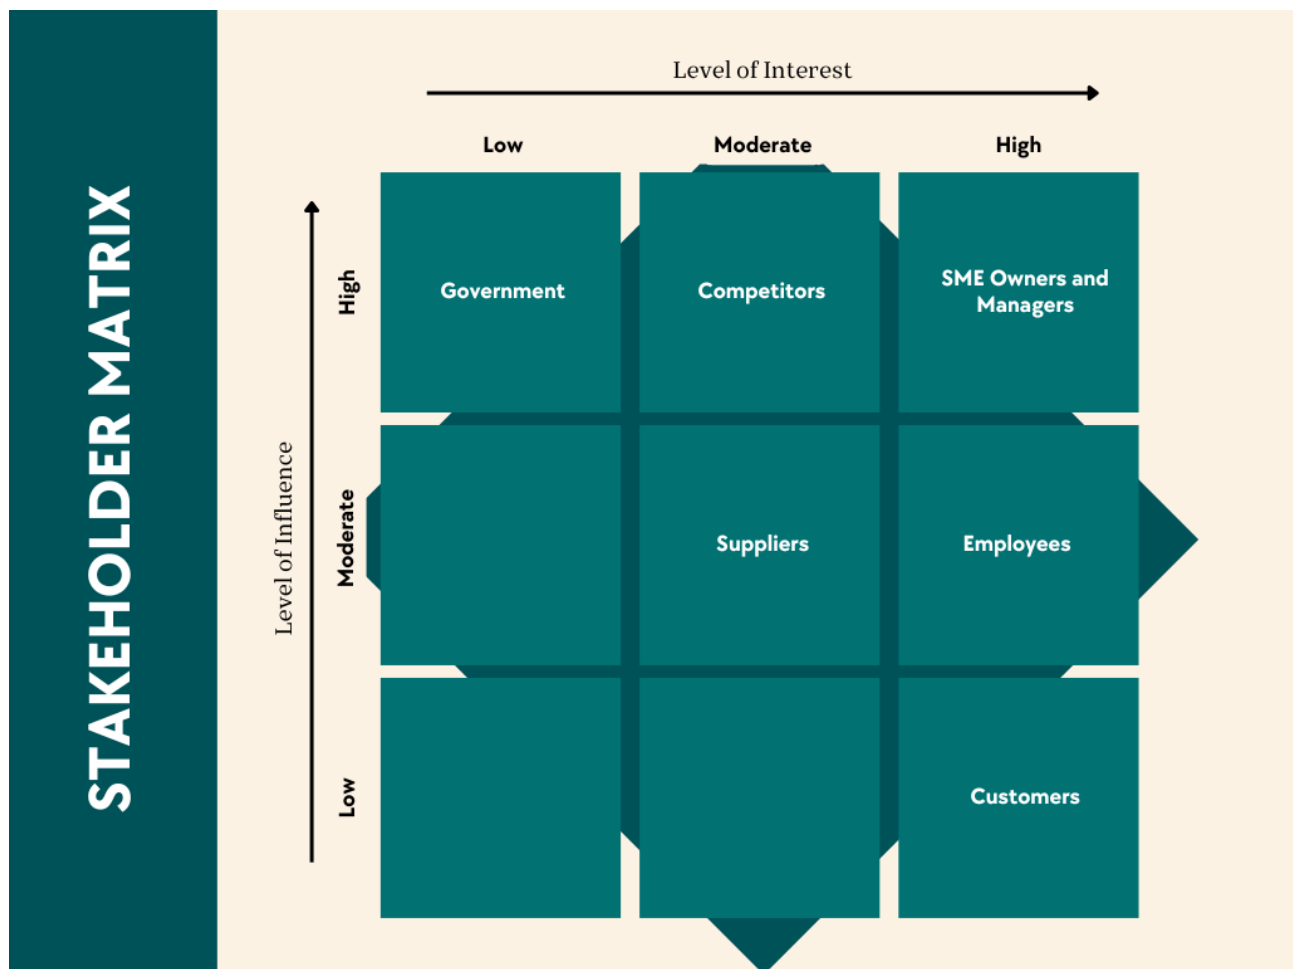 STAKEHOLDER MATRIX
Level of Interest
Low
Moderate
High
Level of Influence
High
Government
Competitors
SME Owners and
Managers
Moderate
Suppliers
Employees
Low
Customers